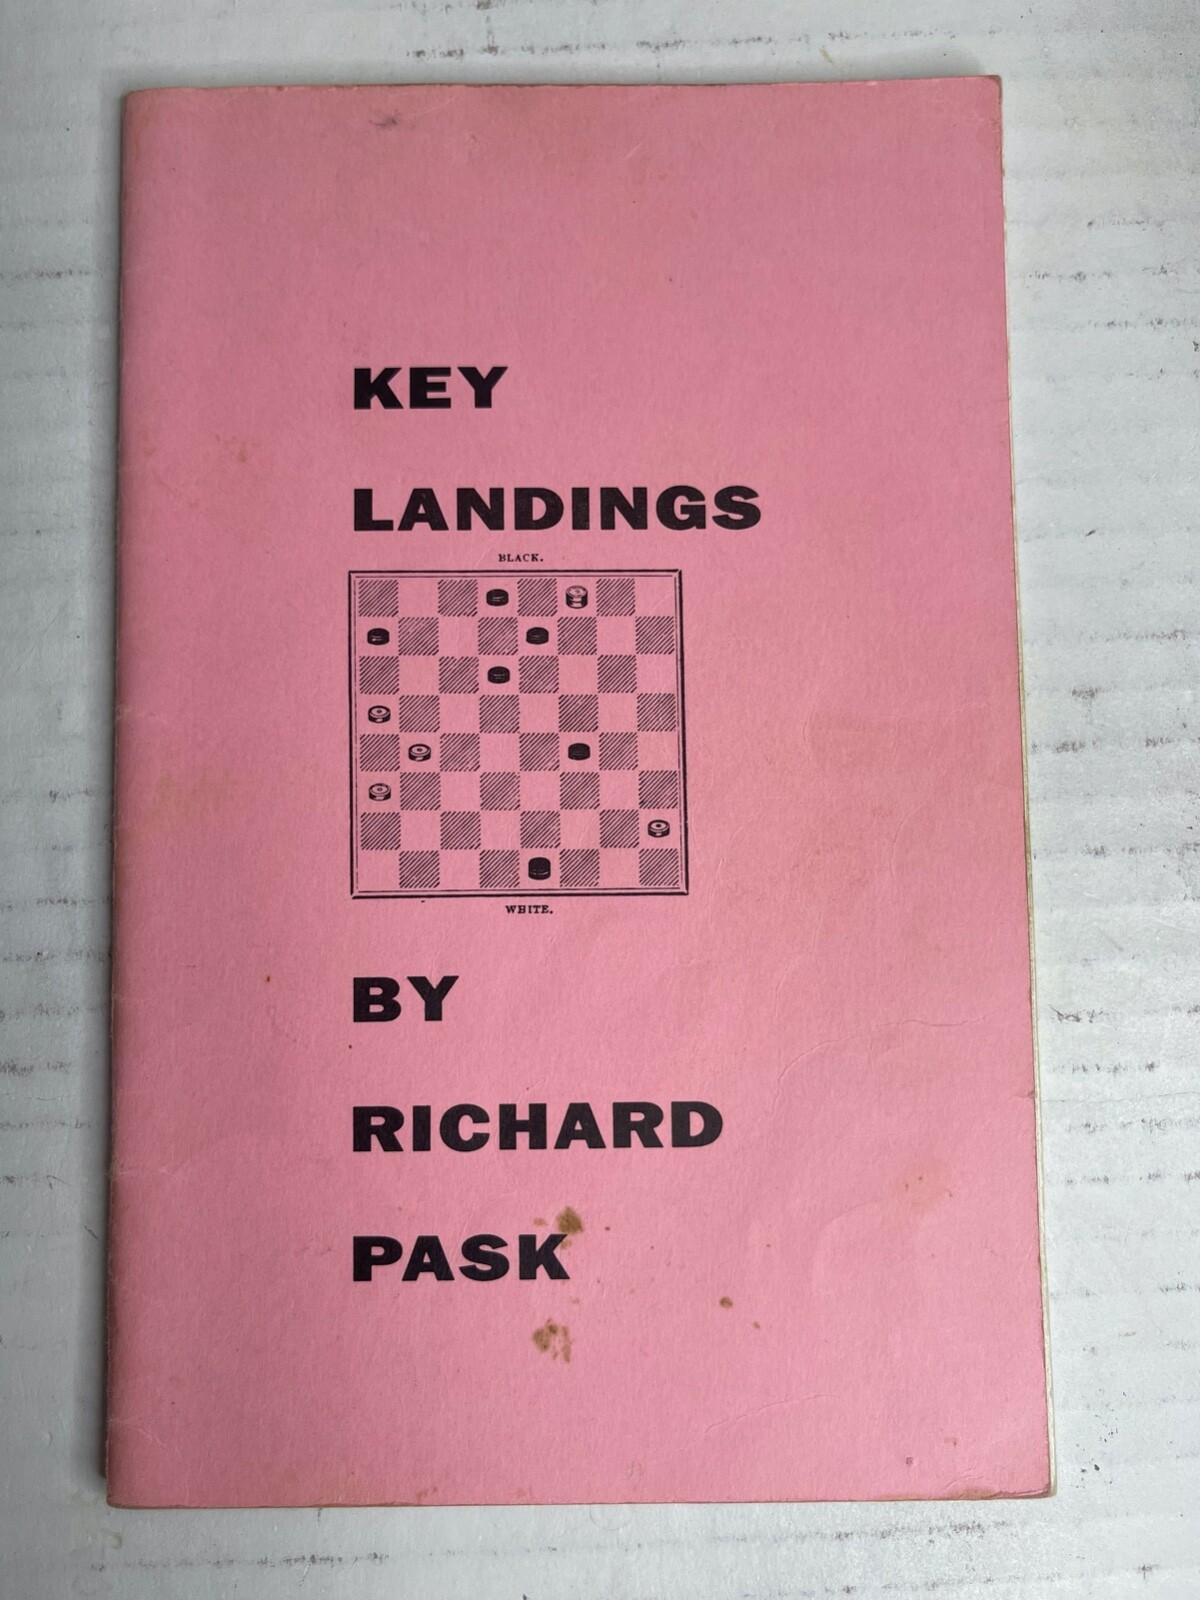 KEY
LANDINGS
BLACK.
WHITE.
BY
RICHARD
PASK